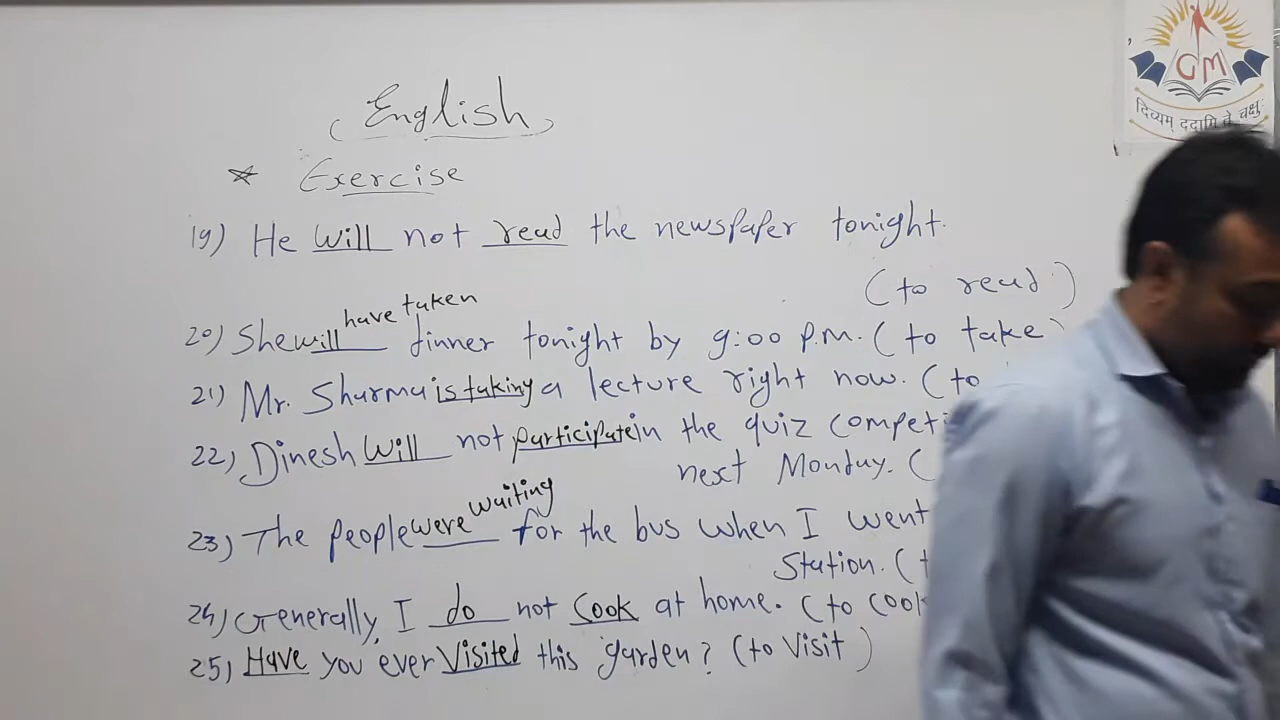 GM
दिव्यम् ददामि ते चक्षुः
( English )
* Exercise
19) He will not read the newspaper tonight.
(to read)
20) She will have taken dinner tonight by 9:00 P.M. (to take)
21) Mr. Sharma is taking a lecture right now. (to
22) Dinesh will not participate in the quiz
next Monday. (
23) The people were waiting for the bus when I went
Station. (
24) Generally, I do not cook at home. (to cook
25) Have you ever visited this garden? (to visit)